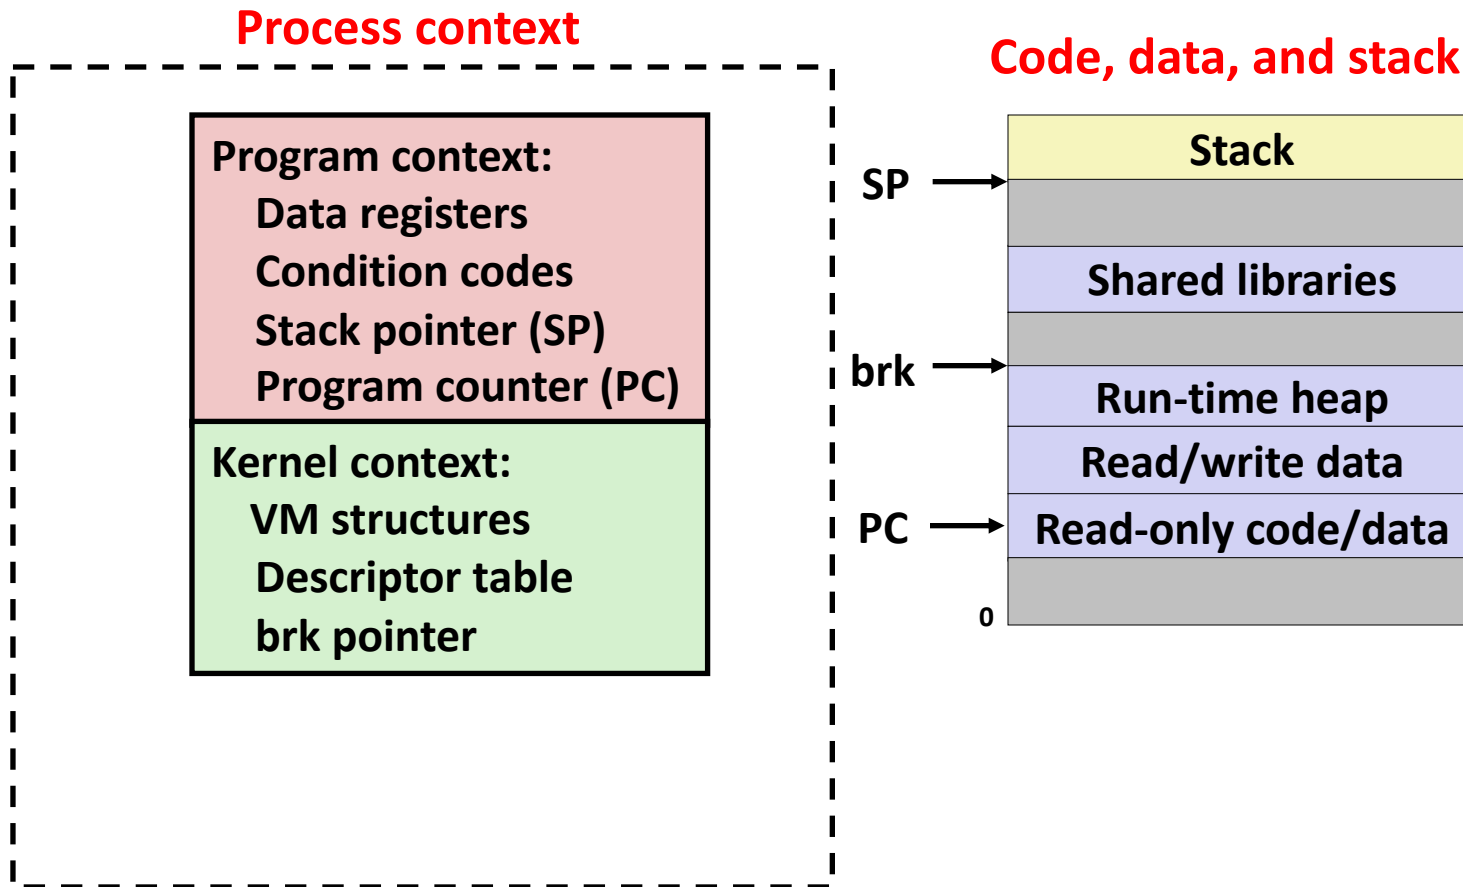 Process context
Program context:
Data registers
Condition codes
Stack pointer (SP)
Program counter (PC)
Kernel context:
VM structures
Descriptor table
brk pointer
Code, data, and stack
Stack
SP
Shared libraries
brk
Run-time heap
Read/write data
PC
Read-only code/data
0